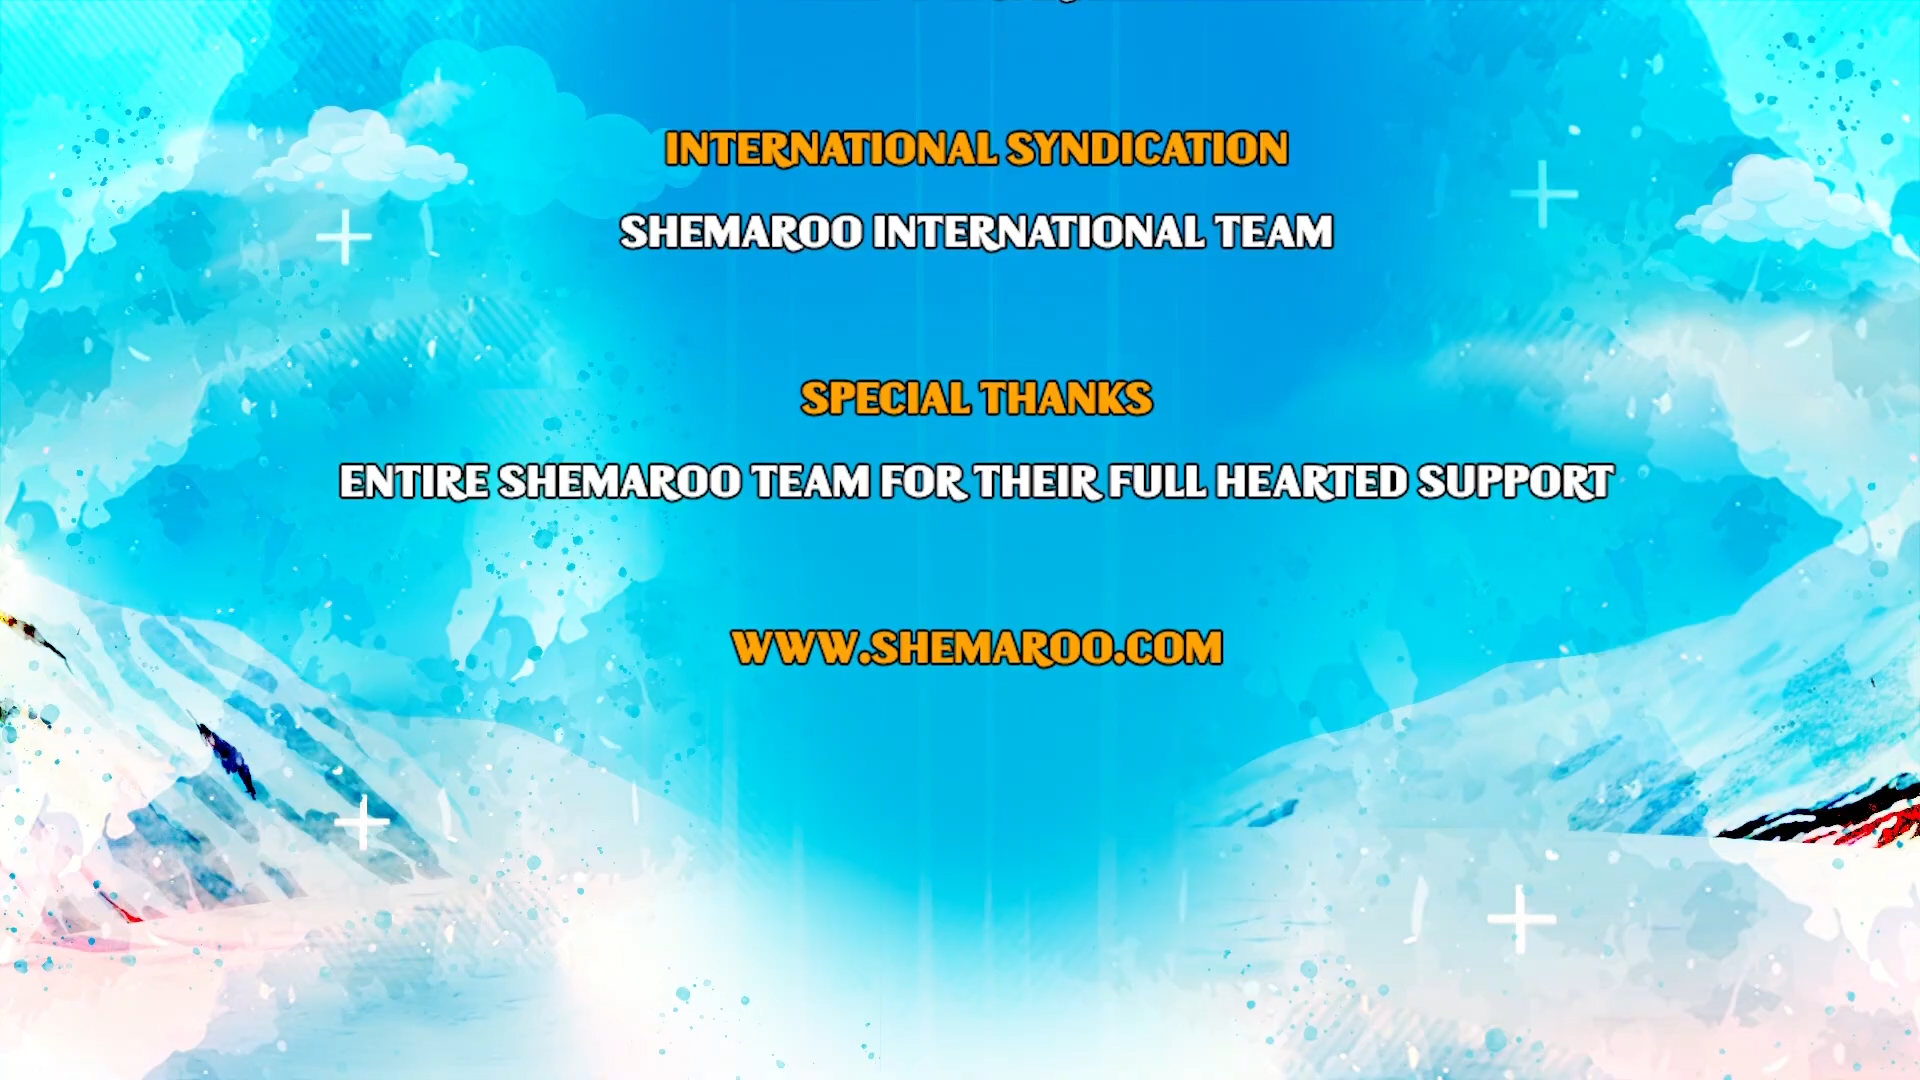 INTERNATIONAL SYNDICATION
SHEMAROO INTERNATIONAL TEAM
SPECIAL THANKS
ENTIRE SHEMAROO TEAM FOR THEIR FULL HEARTED SUPPORT
WWW.SHEMAROO.COM